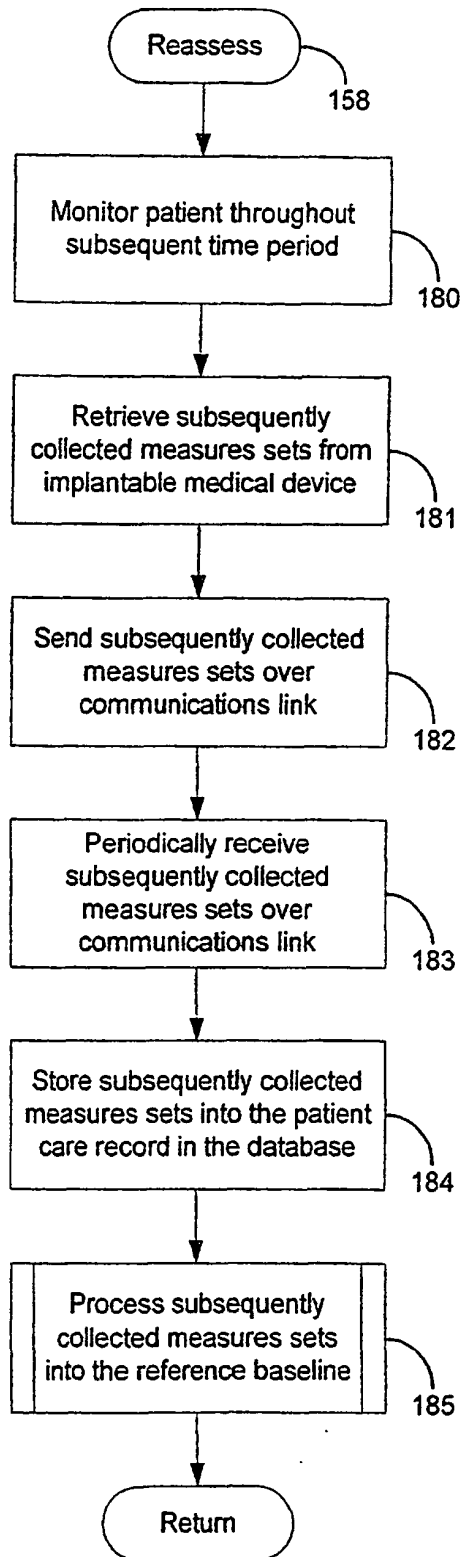 Reassess
158
Monitor patient throughout
subsequent time period
180
Retrieve subsequently
collected measures sets from
implantable medical device
181
Send subsequently collected
measures sets over
communications link
182
Periodically receive
subsequently collected
measures sets over
communications link
183
Store subsequently collected
measures sets into the patient
care record in the database
184
Process subsequently
collected measures sets
into the reference baseline
185
Return